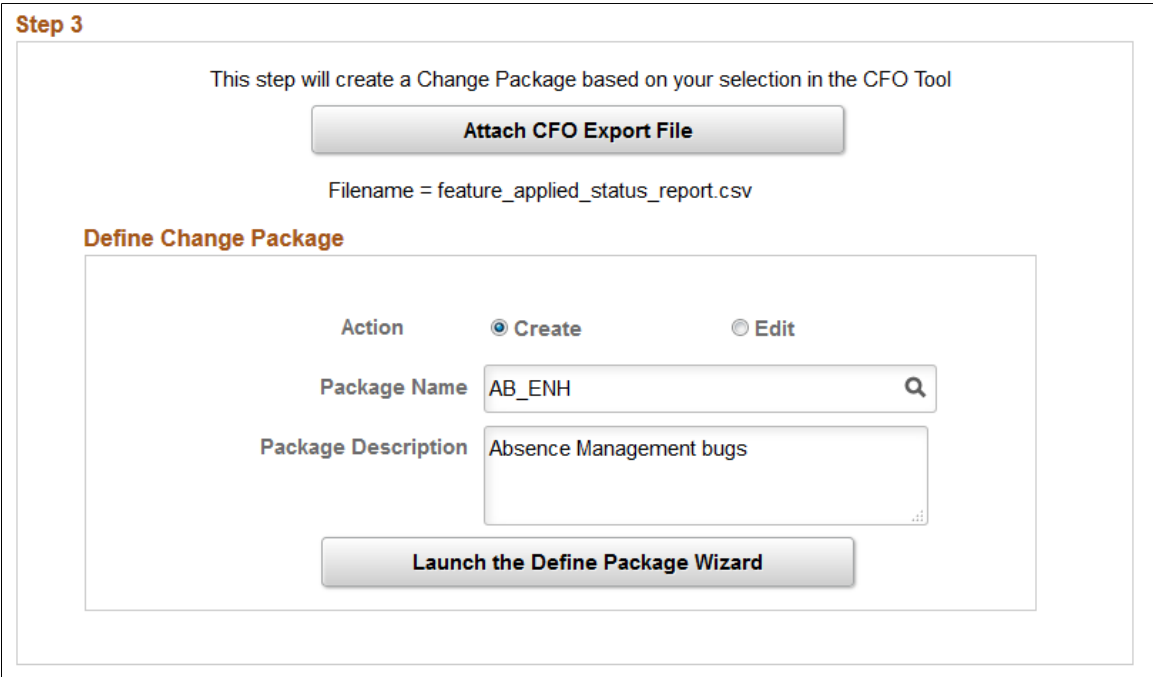 Step 3
This step will create a Change Package based on your selection in the CFO Tool
Attach CFO Export File
Filename = feature_applied_status_report.csv
Define Change Package
Action Create Edit
Package Name AB_ENH
Package Description Absence Management bugs
Launch the Define Package Wizard